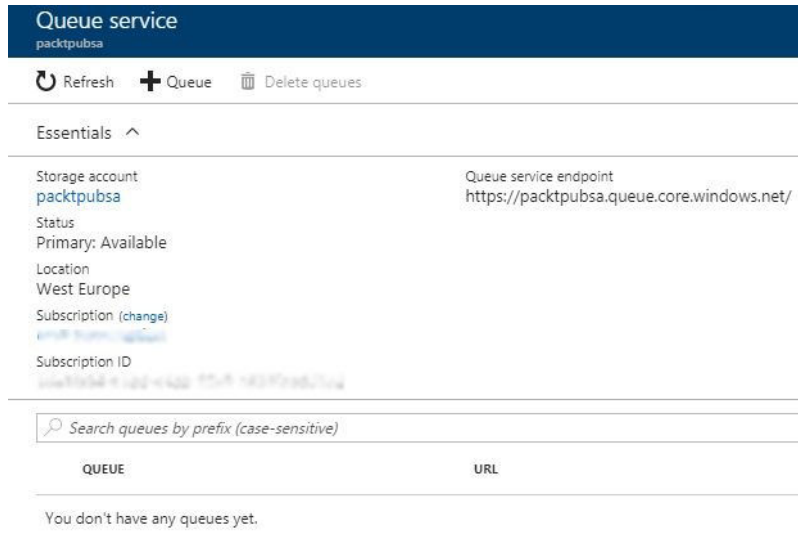 Queue service
packtpubsa
Refresh Queue Delete queues
Essentials
Storage account
packtpubsa
Queue service endpoint
https://packtpubsa.queue.core.windows.net/
Status
Primary: Available
Location
West Europe
Subscription (change)
Subscription ID
Search queues by prefix (case-sensitive)
QUEUE URL
You don't have any queues yet.